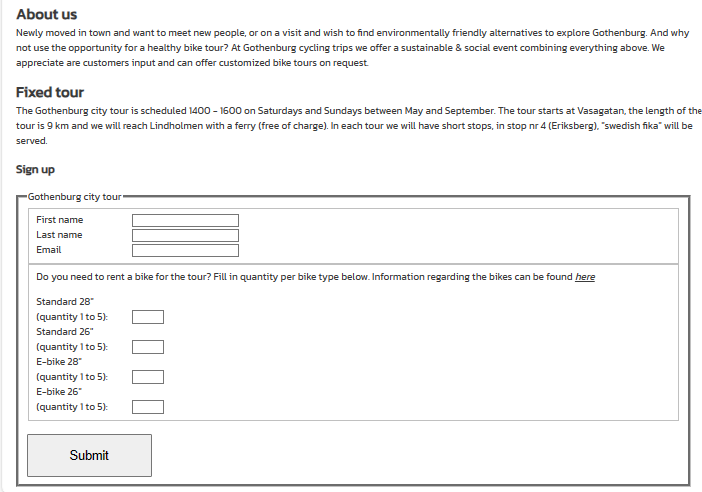 About us
Newly moved in town and want to meet new people, or on a visit and wish to find environmentally friendly alternatives to explore Gothenburg. And why
not use the opportunity for a healthy bike tour? At Gothenburg cycling trips we offer a sustainable & social event combining everything above. We
appreciate are customers input and can offer customized bike tours on request.
Fixed tour
The Gothenburg city tour is scheduled 1400 - 1600 on Saturdays and Sundays between May and September. The tour starts at Vasagatan, the length of the
tour is 9 km and we will reach Lindholmen with a ferry (free of charge). In each tour we will have short stops, in stop nr 4 (Eriksberg), "swedish fika" will be
served.
Sign up
Gothenburg city tour
First name
Last name
Email
Do you need to rent a bike for the tour? Fill in quantity per bike type below. Information regarding the bikes can be found here
Standard 28"
(quantity 1 to 5):
Standard 26"
(quantity 1 to 5):
E-bike 28"
(quantity 1 to 5):
E-bike 26"
(quantity 1 to 5):
Submit